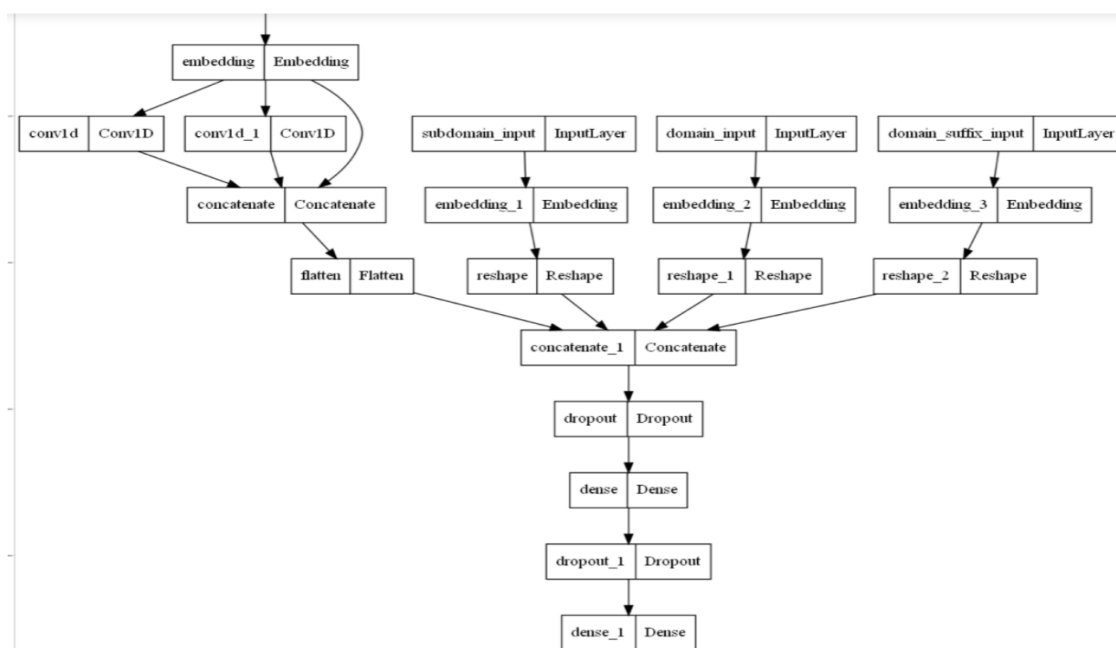 embedding Embedding
conv1d Conv1D conv1d_1 Conv1D subdomain_input InputLayer domain_input InputLayer domain_suffix_input InputLayer
concatenate Concatenate embedding_1 Embedding embedding_2 Embedding embedding_3 Embedding
flatten Flatten reshape Reshape reshape_1 Reshape reshape_2 Reshape
concatenate_1 Concatenate
dropout Dropout
dense Dense
dropout_1 Dropout
dense_1 Dense